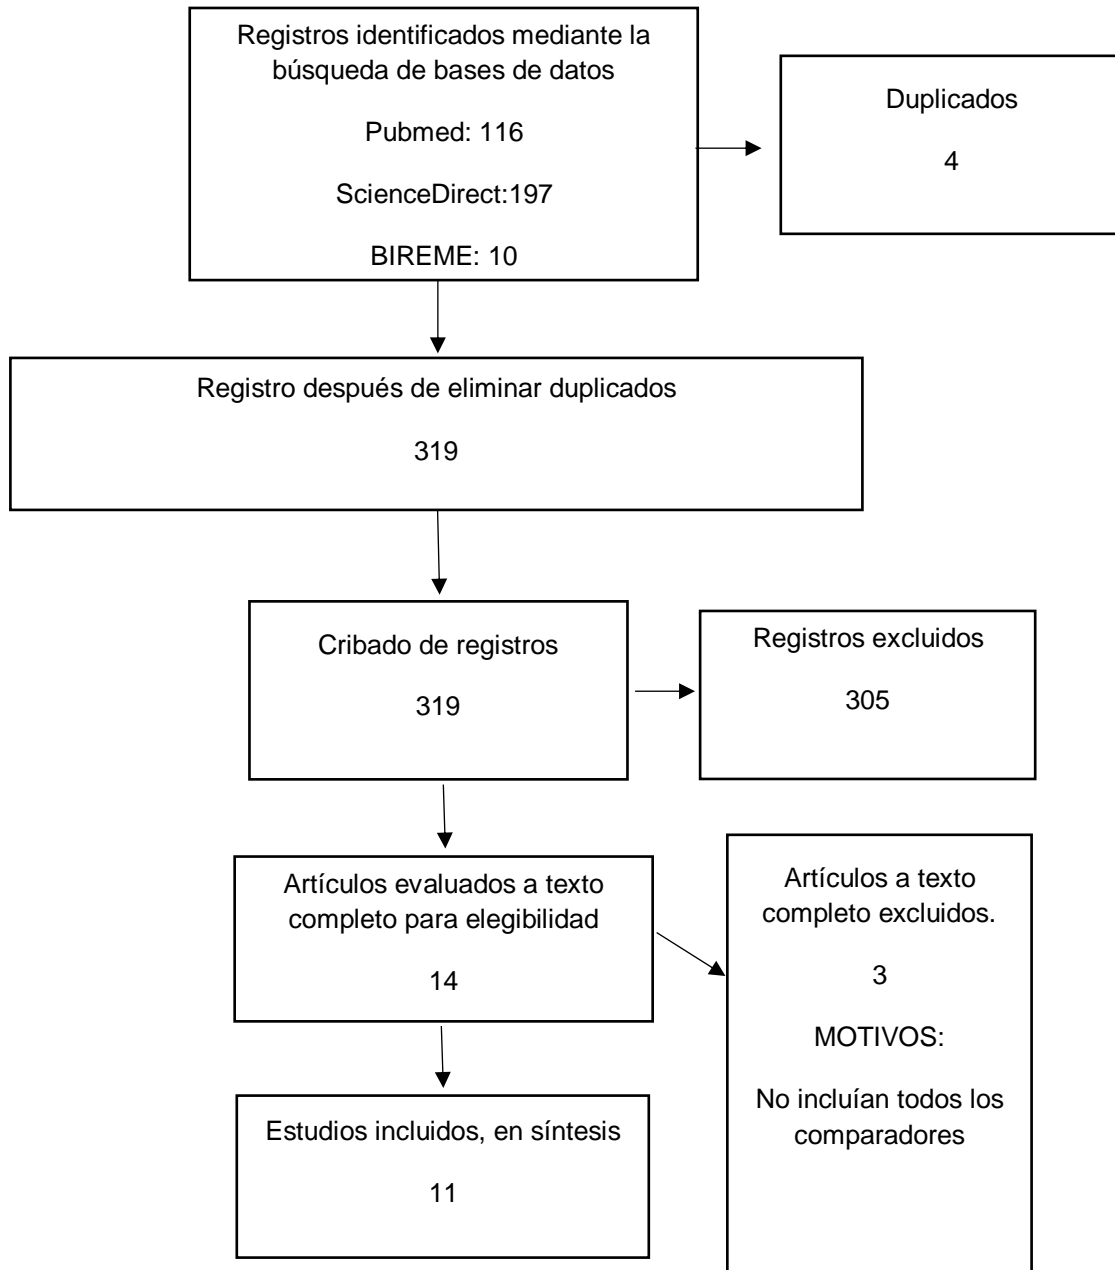 Registros identificados mediante la
búsqueda de bases de datos
Pubmed: 116
ScienceDirect:197
BIREME: 10
Duplicados
4
Registro después de eliminar duplicados
319
Cribado de registros
319
Registros excluidos
305
Artículos evaluados a texto
completo para elegibilidad
14
Artículos a texto
completo excluidos.
3
MOTIVOS:
No incluían todos los
comparadores
Estudios incluidos, en síntesis
11